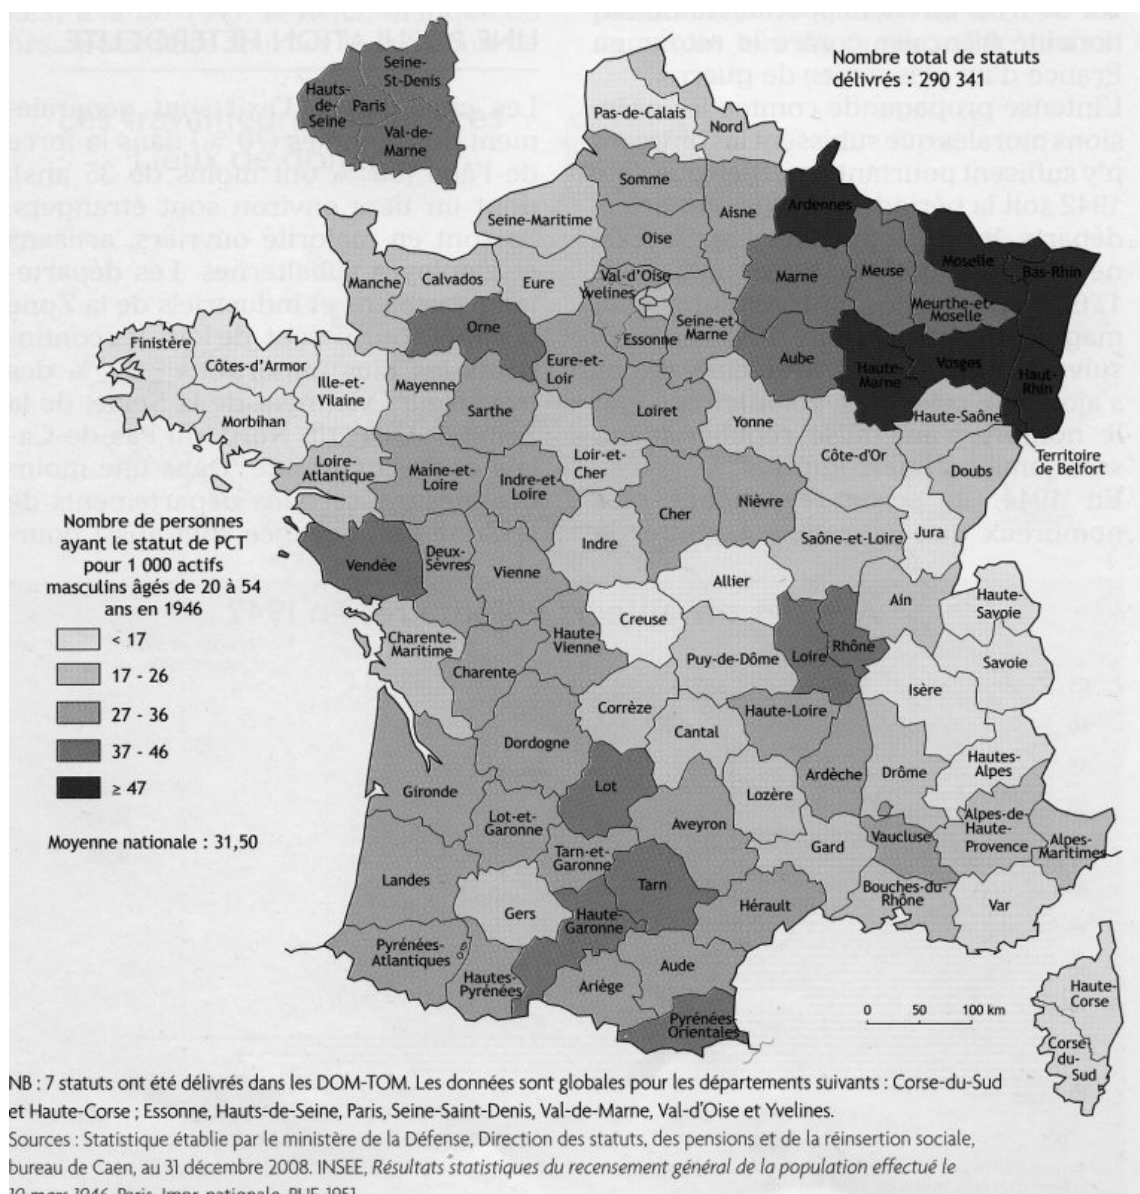 Nombre total de statuts
délivrés : 290 341
Seine-
St-Denis
Hauts-
de-
Seine
Paris
Val-de-
Marne
Pas-de-Calais
Nord
Somme
Aisne
Ardennes
Seine-Maritime
Oise
Manche
Calvados
Eure
Val-d'Oise
Yvelines
Marne
Meuse
Moselle
Bas-Rhin
Meurthe-et-
Moselle
Orne
Seine-et
Marne
Essonne
Eure-et-
Loir
Aube
Haute-
Marne
Vosges
Haut-
Rhin
Finistère
Côtes-d'Armor
Ille-et-
Vilaine
Morbihan
Mayenne
Sarthe
Loiret
Yonne
Haute-Saône
Territoire
de Belfort
Loire-
Atlantique
Maine-et-
Loire
Indre-et
Loire
Loir-et-
Cher
Côte-d'Or
Doubs
Cher
Nièvre
Vendée
Deux-
Sèvres
Vienne
Indre
Saône-et-Loire
Jura
Allier
Ain
Haute-
Savoie
Charente-
Maritime
Charente
Haute-
Vienne
Creuse
Puy-de-Dôme
Loire
Rhône
Isère
Savoie
Corrèze
Cantal
Haute-Loire
Dordogne
Gironde
Lot
Lot-et-
Garonne
Lozère
Ardèche
Drôme
Hautes-
Alpes
Aveyron
Tarn-et-
Garonne
Gard
Vaucluse
Alpes-de-
Haute-
Provence
Alpes-
Maritimes
Landes
Gers
Tarn
Haute-
Garonne
Hérault
Bouches-du-
Rhône
Var
Pyrénées-
Atlantiques
Hautes-
Pyrénées
Ariège
Aude
Pyrénées-
Orientales
Haute-
Corse
Corse-
du-
Sud
Nombre de personnes
ayant le statut de PCT
pour 1 000 actifs
masculins âgés de 20 à 54
ans en 1946
< 17
17 - 26
27 - 36
37 - 46
≥ 47
Moyenne nationale : 31,50
0 50 100 km
NB : 7 statuts ont été délivrés dans les DOM-TOM. Les données sont globales pour les départements suivants : Corse-du-Sud
et Haute-Corse ; Essonne, Hauts-de-Seine, Paris, Seine-Saint-Denis, Val-de-Marne, Val-d'Oise et Yvelines.
Sources : Statistique établie par le ministère de la Défense, Direction des statuts, des pensions et de la réinsertion sociale,
bureau de Caen, au 31 décembre 2008. INSEE, Résultats statistiques du recensement général de la population effectué le
10 mars 1946, Paris, Impr. nationale, PUF, 1951